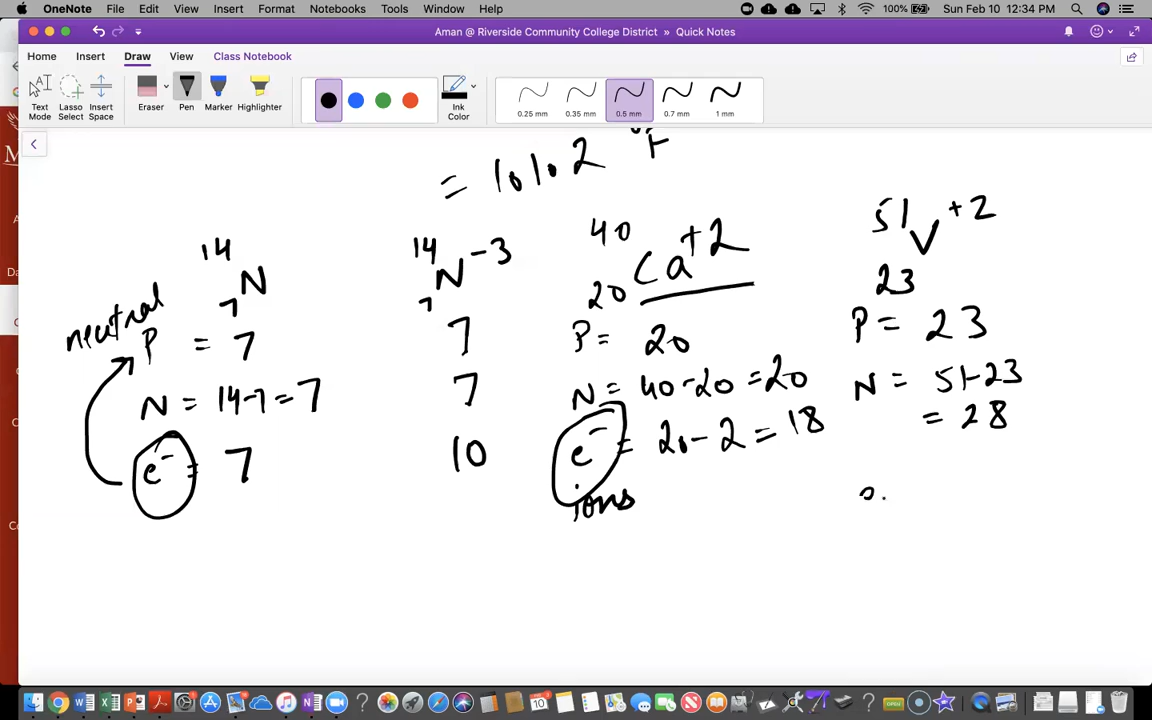 OneNote File Edit View Insert Format Notebooks Tools Window Help 100% Sun Feb 10 12:34 PM
Aman @ Riverside Community College District » Quick Notes
Home Insert Draw View Class Notebook
Text Mode
Lasso Select
Insert Space
Eraser
Pen
Marker
Highlighter
Ink Color
0.25 mm
0.35 mm
0.5 mm
0.7 mm
1 mm
= 101.02 °F
14
N
7
neutral
P = 7
N = 14-7=7
e⁻ = 7
14
N -3
7
7
7
10
40
Ca+2
20
P = 20
N = 40-20=20
e⁻ = 20-2=18
ions
51
V +2
23
P = 23
N = 51-23
= 28